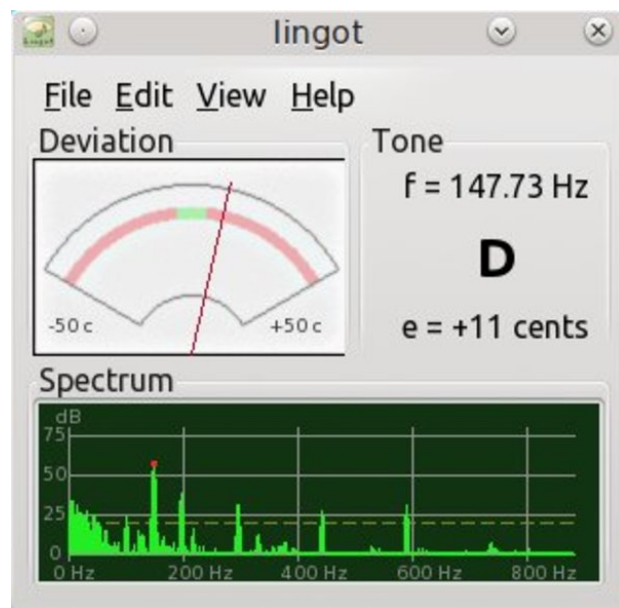 lingot
File Edit View Help
Deviation
-50 c
+50 c
Tone
f = 147.73 Hz
D
e = +11 cents
Spectrum
dB
75
50
25
0
0 Hz 200 Hz 400 Hz 600 Hz 800 Hz